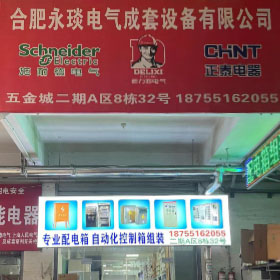 合肥永琰电气成套设备有限公司
Schneider Electric
施耐德电气
DELIXI
德力西电气
CHNT
正泰电器
五金城二期A区8栋32号 18755162055
专业配电箱 自动化控制箱组装
18755162055
二期A区8栋32号
能电器